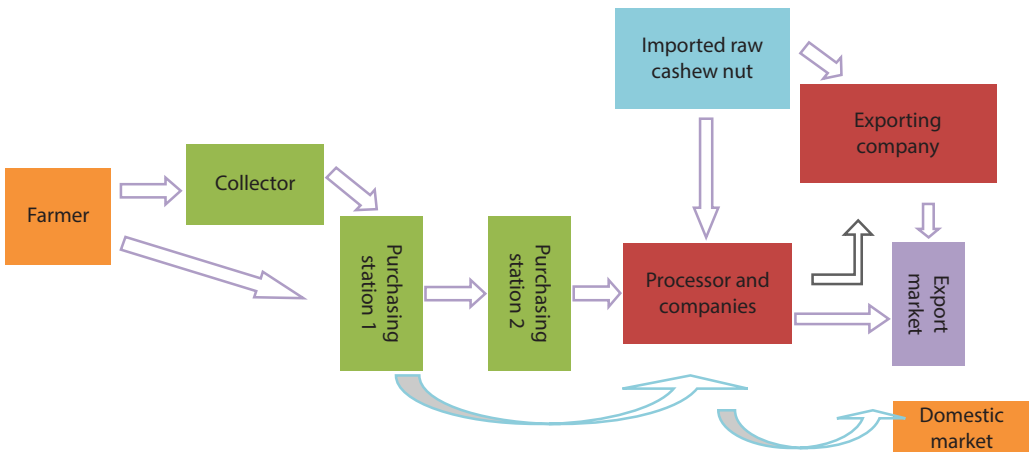 Imported raw
cashew nut
Exporting
company
Collector
Farmer
Purchasing
station 1
Purchasing
station 2
Processor and
companies
Export
market
Domestic
market